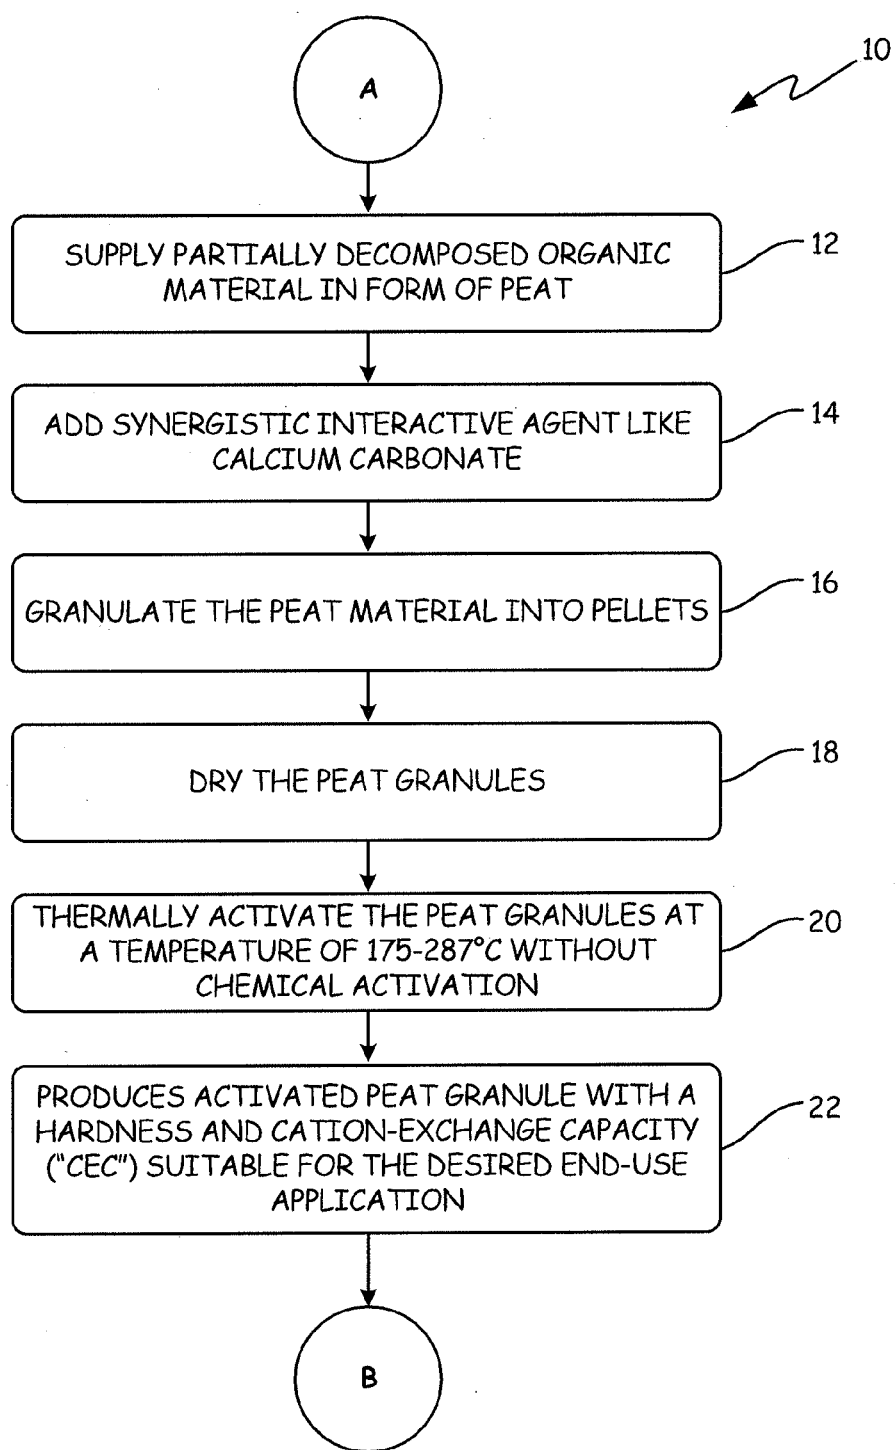 A
10
SUPPLY PARTIALLY DECOMPOSED ORGANIC
MATERIAL IN FORM OF PEAT
12
ADD SYNERGISTIC INTERACTIVE AGENT LIKE
CALCIUM CARBONATE
14
GRANULATE THE PEAT MATERIAL INTO PELLETS
16
DRY THE PEAT GRANULES
18
THERMALLY ACTIVATE THE PEAT GRANULES AT
A TEMPERATURE OF 175-287°C WITHOUT
CHEMICAL ACTIVATION
20
PRODUCES ACTIVATED PEAT GRANULE WITH A
HARDNESS AND CATION-EXCHANGE CAPACITY
("CEC") SUITABLE FOR THE DESIRED END-USE
APPLICATION
22
B